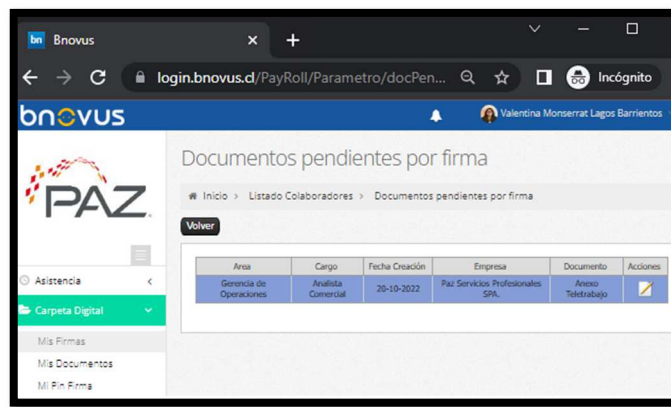 bn Bnovus
login.bnovus.cl/PayRoll/Parametro/docPen... Incógnito
bnovus
Valentina Monserrat Lagos Barrientos
PAZ.
Documentos pendientes por firma
Inicio > Listado Colaboradores > Documentos pendientes por firma
Volver
Area Cargo Fecha Creación Empresa Documento Acciones
Gerencia de Operaciones Analista Comercial 20-10-2022 Paz Servicios Profesionales SPA. Anexo Teletrabajo
Asistencia
Carpeta Digital
Mis Firmas
Mis Documentos
Mi Pin Firma